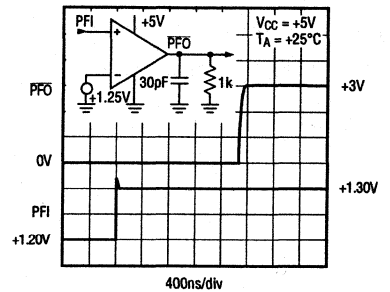 PFI
+5V
+
PFO
VCC = +5V
TA = +25°C
−
+1.25V
30pF
1k
PFO
+3V
0V
+1.30V
PFI
+1.20V
400ns/div